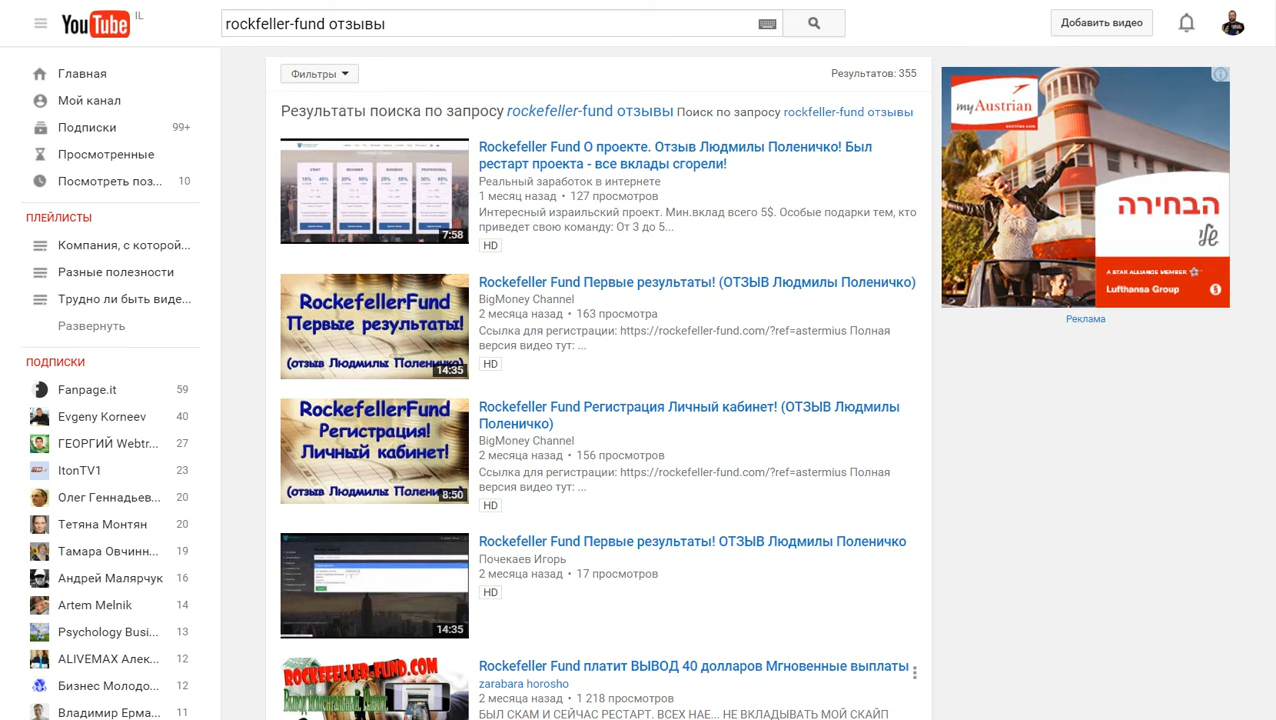 YouTube IL
rockfeller-fund отзывы
Добавить видео
Главная
Мой канал
Подписки 99+
Просмотренные
Посмотреть поз... 10
ПЛЕЙЛИСТЫ
Компания, с которой...
Разные полезности
Трудно ли быть виде...
Развернуть
ПОДПИСКИ
Fanpage.it 59
Evgeny Korneev 40
ГЕОРГИЙ Webtr... 27
ItonTV1 23
Олег Геннадьев... 20
Тетяна Монтян 20
Тамара Овчинн... 19
Андрей Малярчук 16
Artem Melnik 14
Psychology Busi... 13
ALIVEMAX Алек... 12
Бизнес Молодо... 12
Владимир Ерма... 11
Фильтры
Результатов: 355
Результаты поиска по запросу rockefeller-fund отзывы Поиск по запросу rockfeller-fund отзывы
START BEGINNER BUSINESS PROFESSIONAL
7:58
Rockefeller Fund О проекте. Отзыв Людмилы Поленичко! Был
рестарт проекта - все вклады сгорели!
Реальный заработок в интернете
1 месяц назад • 127 просмотров
Интересный израильский проект. Мин.вклад всего 5$. Особые подарки тем, кто
приведет свою команду: От 3 до 5...
HD
RockefellerFund
Первые результаты!
(отзыв Людмилы Поленичко)
14:35
Rockefeller Fund Первые результаты! (ОТЗЫВ Людмилы Поленичко)
BigMoney Channel
2 месяца назад • 163 просмотра
Ссылка для регистрации: https://rockefeller-fund.com/?ref=astermius Полная
версия видео тут: ...
HD
RockefellerFund
Регистрация!
Личный кабинет!
(отзыв Людмилы
8:50
Rockefeller Fund Регистрация Личный кабинет! (ОТЗЫВ Людмилы
Поленичко)
BigMoney Channel
2 месяца назад • 156 просмотров
Ссылка для регистрации: https://rockefeller-fund.com/?ref=astermius Полная
версия видео тут: ...
HD
14:35
Rockefeller Fund Первые результаты! ОТЗЫВ Людмилы Поленичко
Почекаев Игорь
2 месяца назад • 17 просмотров
HD
ROCKEFELLER-FUND.COM
Rockefeller Fund платит ВЫВОД 40 долларов Мгновенные выплаты
zarabara horosho
2 месяца назад • 1 218 просмотров
БЫЛ СКАМ И СЕЙЧАС РЕСТАРТ. ВСЕХ НАЕ... НЕ ВКЛАДЫВАТЬ МОЙ СКАЙП
myAustrian
הבחירה
שלי
A STAR ALLIANCE MEMBER
Lufthansa Group
Реклама